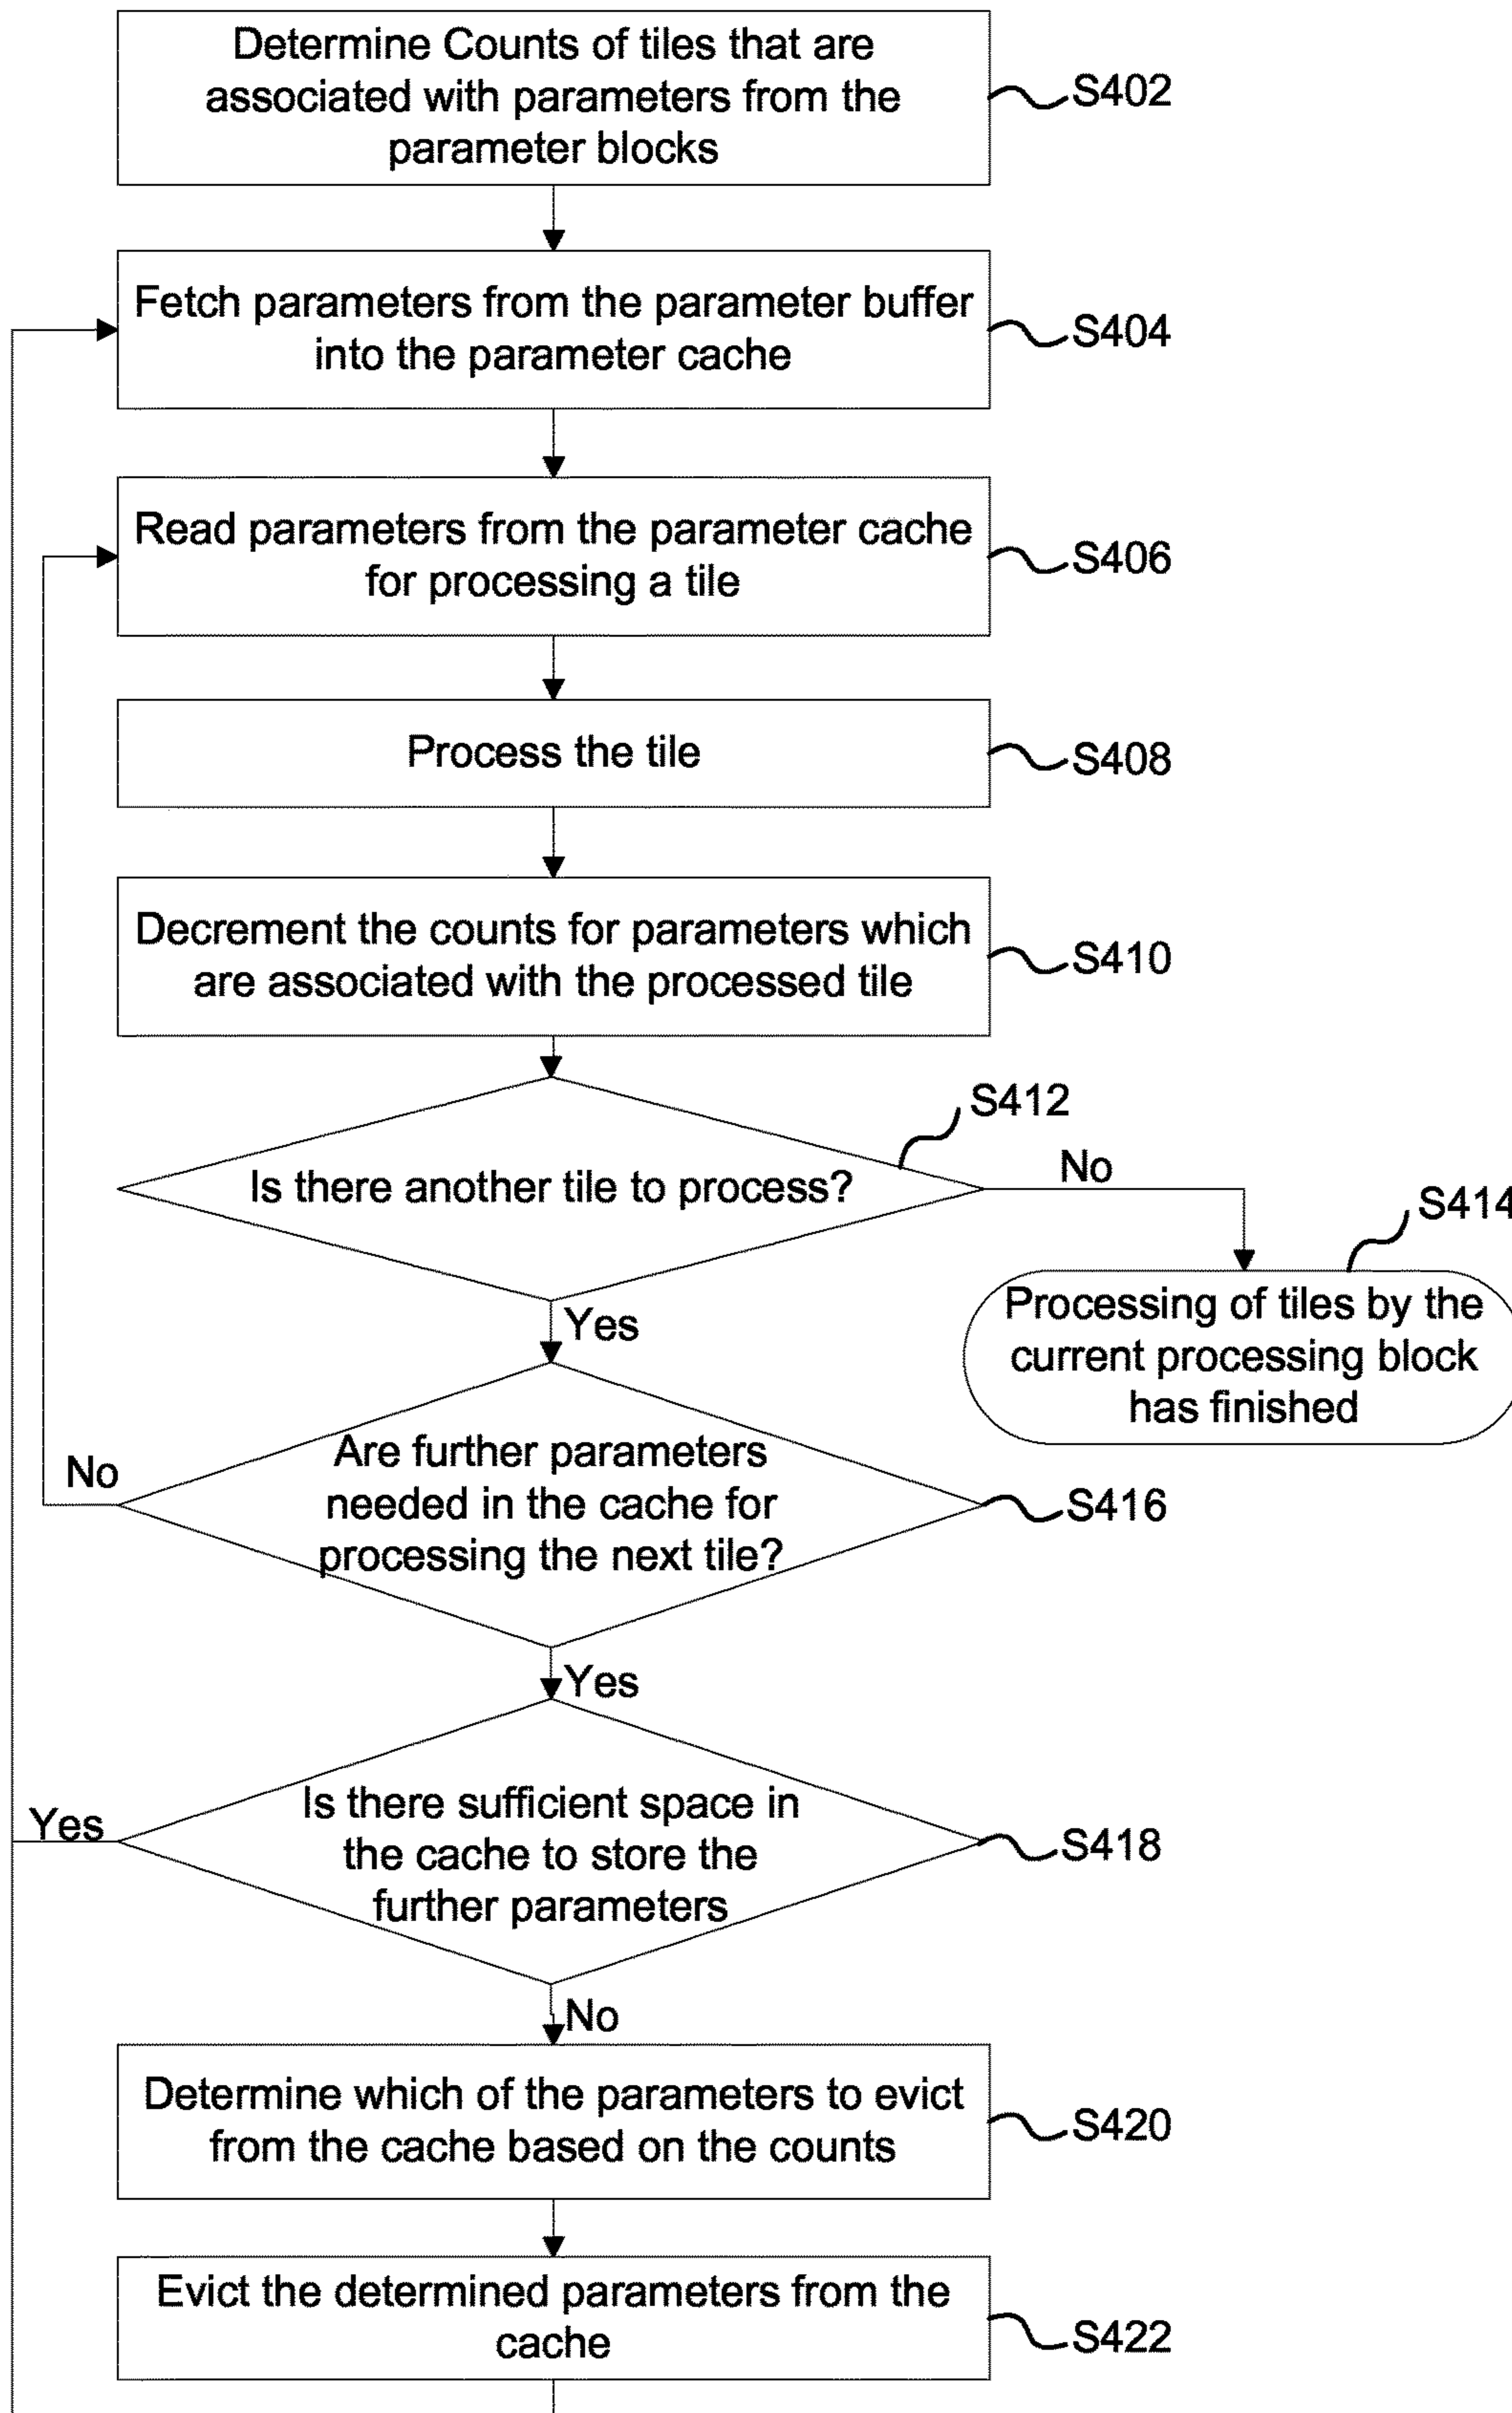 Determine Counts of tiles that are
associated with parameters from the
parameter blocks
S402
Fetch parameters from the parameter buffer
into the parameter cache
S404
Read parameters from the parameter cache
for processing a tile
S406
Process the tile
S408
Decrement the counts for parameters which
are associated with the processed tile
S410
S412
Is there another tile to process?
No
S414
Processing of tiles by the
current processing block
has finished
Yes
Are further parameters
needed in the cache for
processing the next tile?
No
S416
Yes
Is there sufficient space in
the cache to store the
further parameters
Yes
S418
No
Determine which of the parameters to evict
from the cache based on the counts
S420
Evict the determined parameters from the
cache
S422